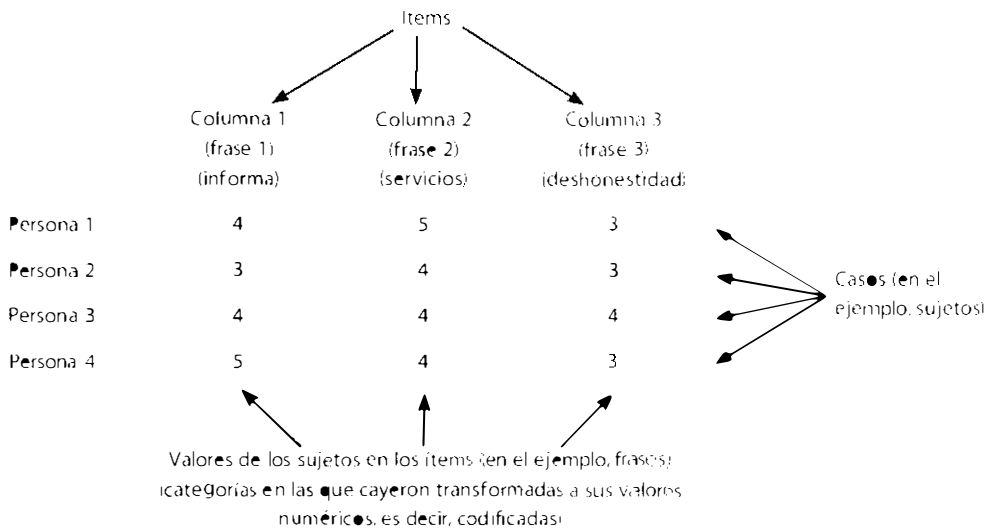 Items
Columna 1 Columna 2 Columna 3
(frase 1) (frase 2) (frase 3)
(informa) (servicios) (deshonestidad)
Persona 1 4 5 3
Persona 2 3 4 3
Persona 3 4 4 4
Persona 4 5 4 3
Casos (en el
ejemplo, sujetos)
Valores de los sujetos en los ítems (en el ejemplo, frases)
(categorías en las que cayeron transformadas a sus valores
numéricos, es decir, codificadas)